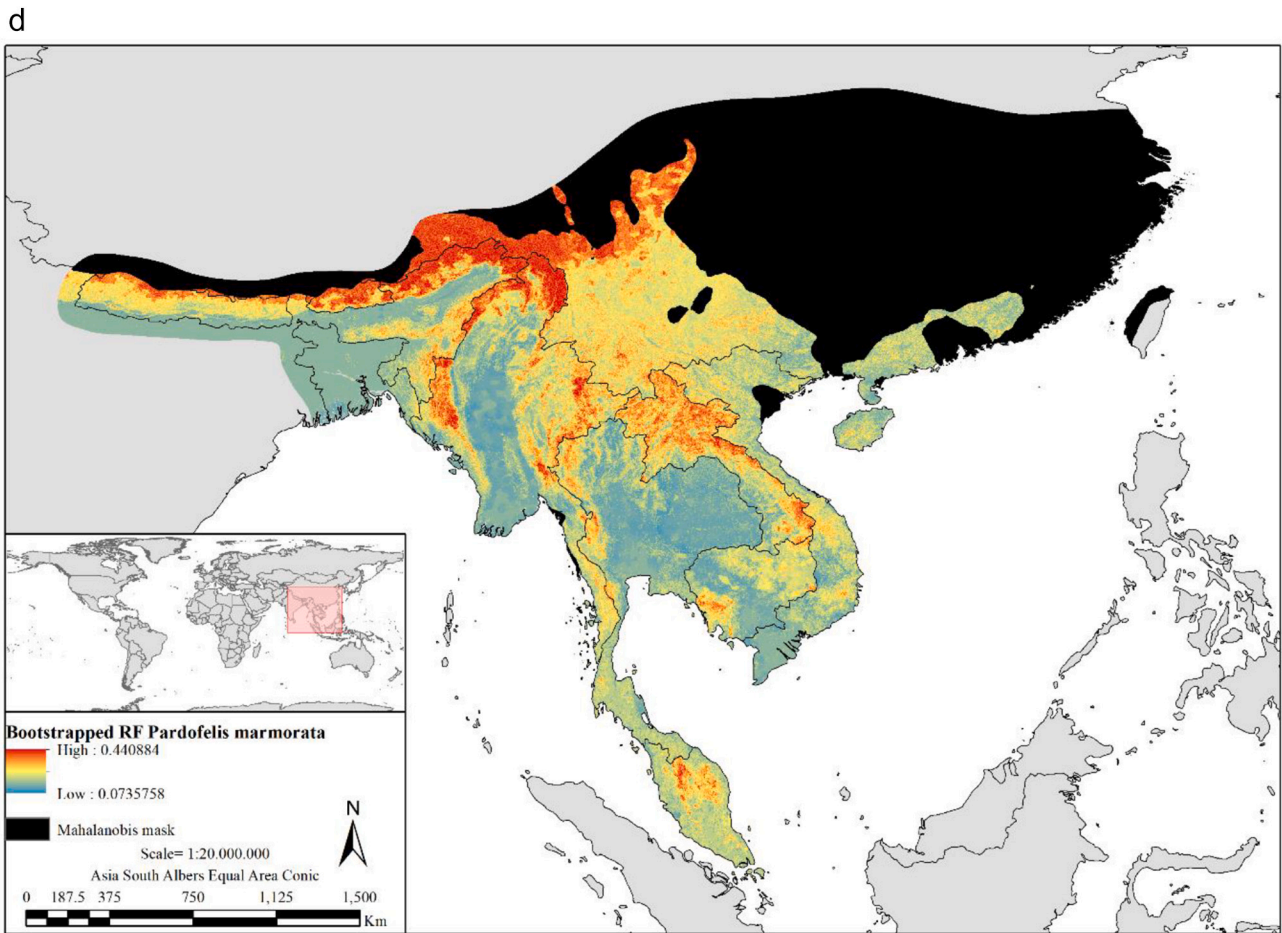 d
Bootstrapped RF Pardofelis marmorata
High : 0.440884
Low : 0.0735758
Mahalanobis mask
N
Scale= 1:20.000.000
Asia South Albers Equal Area Conic
0 187.5 375 750 1,125 1,500
Km